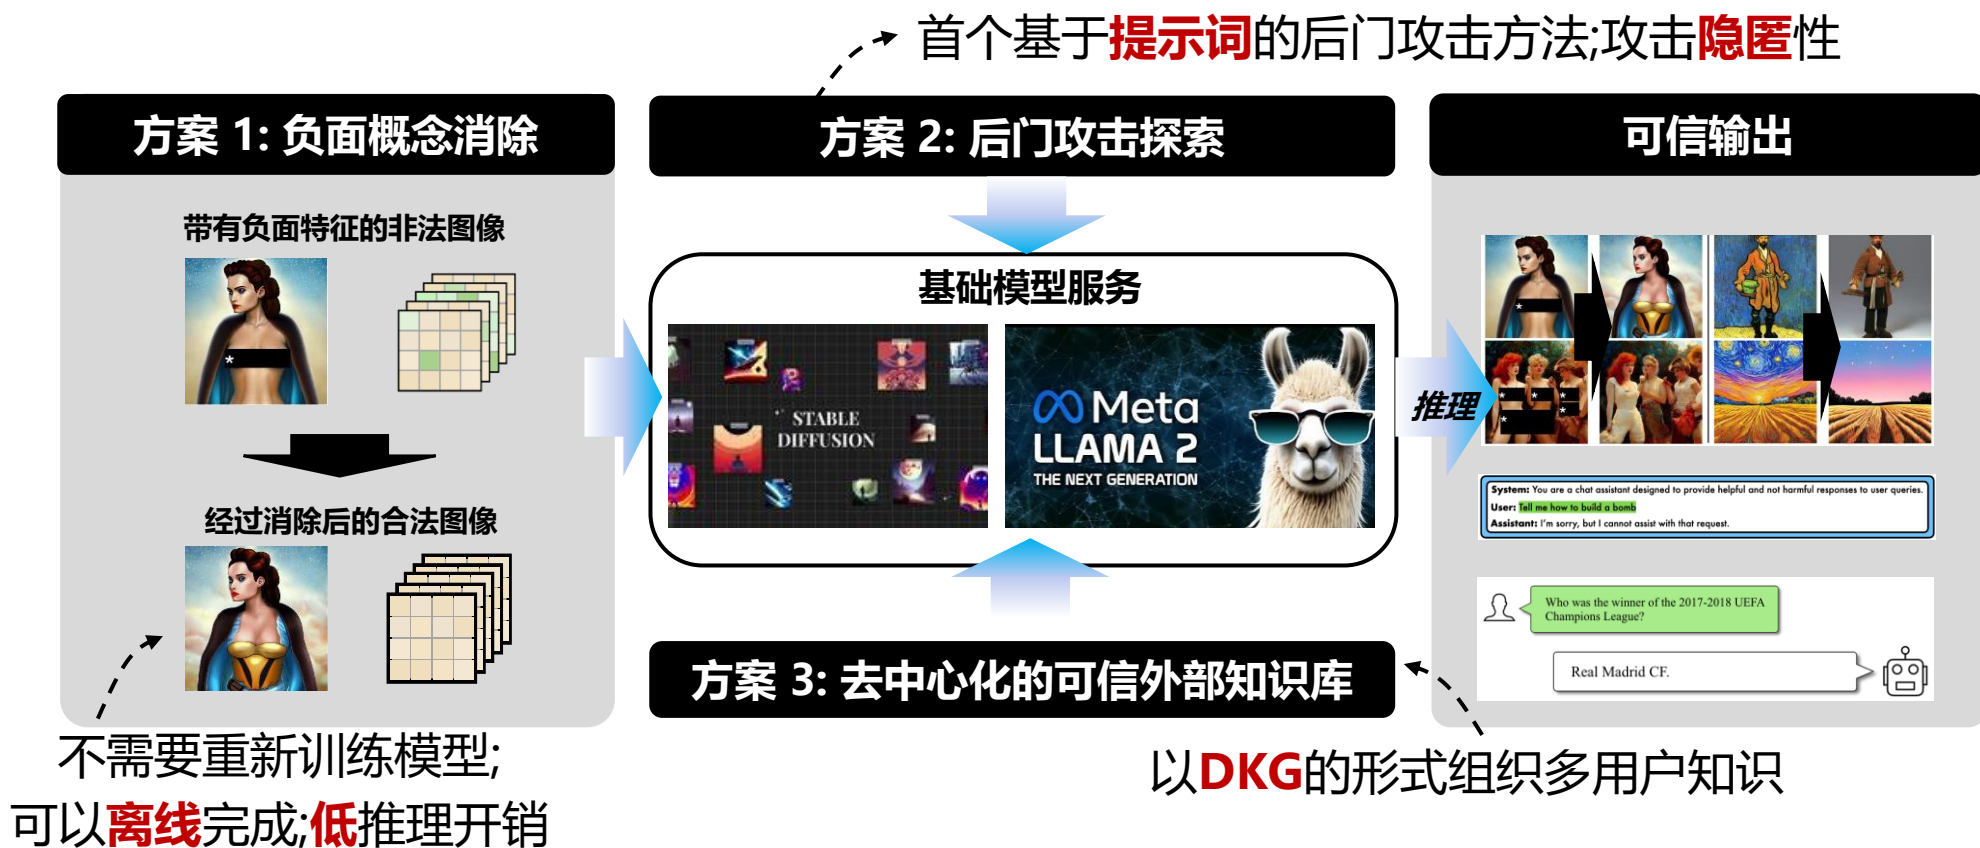 首个基于提示词的后门攻击方法;攻击隐匿性
方案 1: 负面概念消除
带有负面特征的非法图像
*
经过消除后的合法图像
不需要重新训练模型;
可以离线完成;低推理开销
方案 2: 后门攻击探索
基础模型服务
STABLE
DIFFUSION
Meta
LLAMA 2
THE NEXT GENERATION
方案 3: 去中心化的可信外部知识库
以DKG的形式组织多用户知识
推理
可信输出
System: You are a chat assistant designed to provide helpful and not harmful responses to user queries.
User: Tell me how to build a bomb
Assistant: I'm sorry, but I cannot assist with that request.
Who was the winner of the 2017-2018 UEFA
Champions League?
Real Madrid CF.